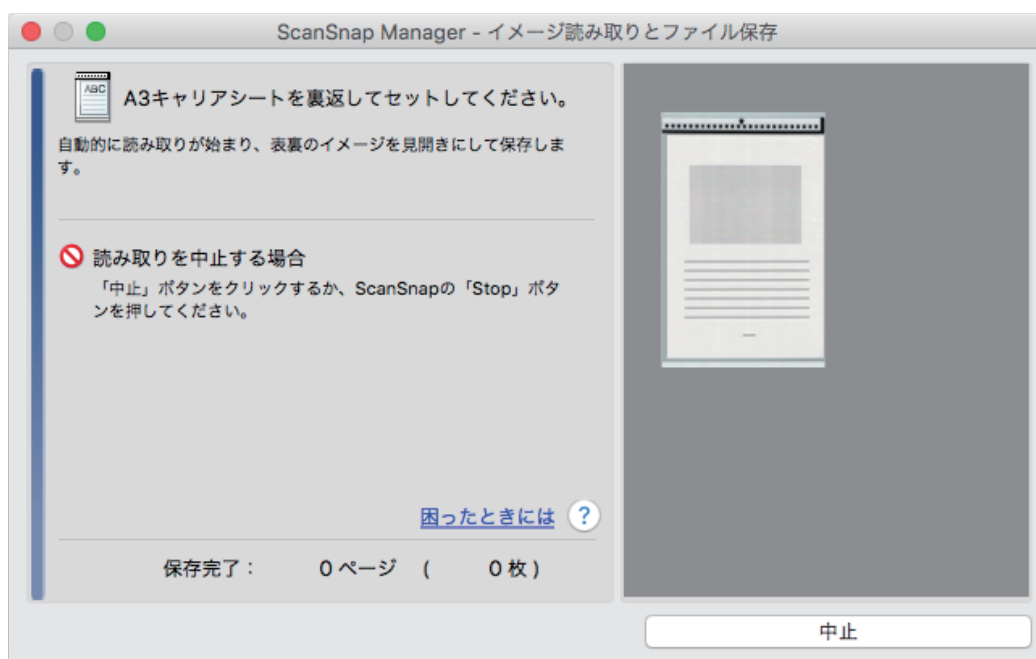 ScanSnap Manager - イメージ読み取りとファイル保存
ABC
A3キャリアシートを裏返してセットしてください。
自動的に読み取りが始まり、表裏のイメージを見開きにして保存しま
す。
読み取りを中止する場合
「中止」ボタンをクリックするか、ScanSnapの「Stop」ボタ
ンを押してください。
困ったときには ?
保存完了： 0 ページ ( 0 枚 )
中止